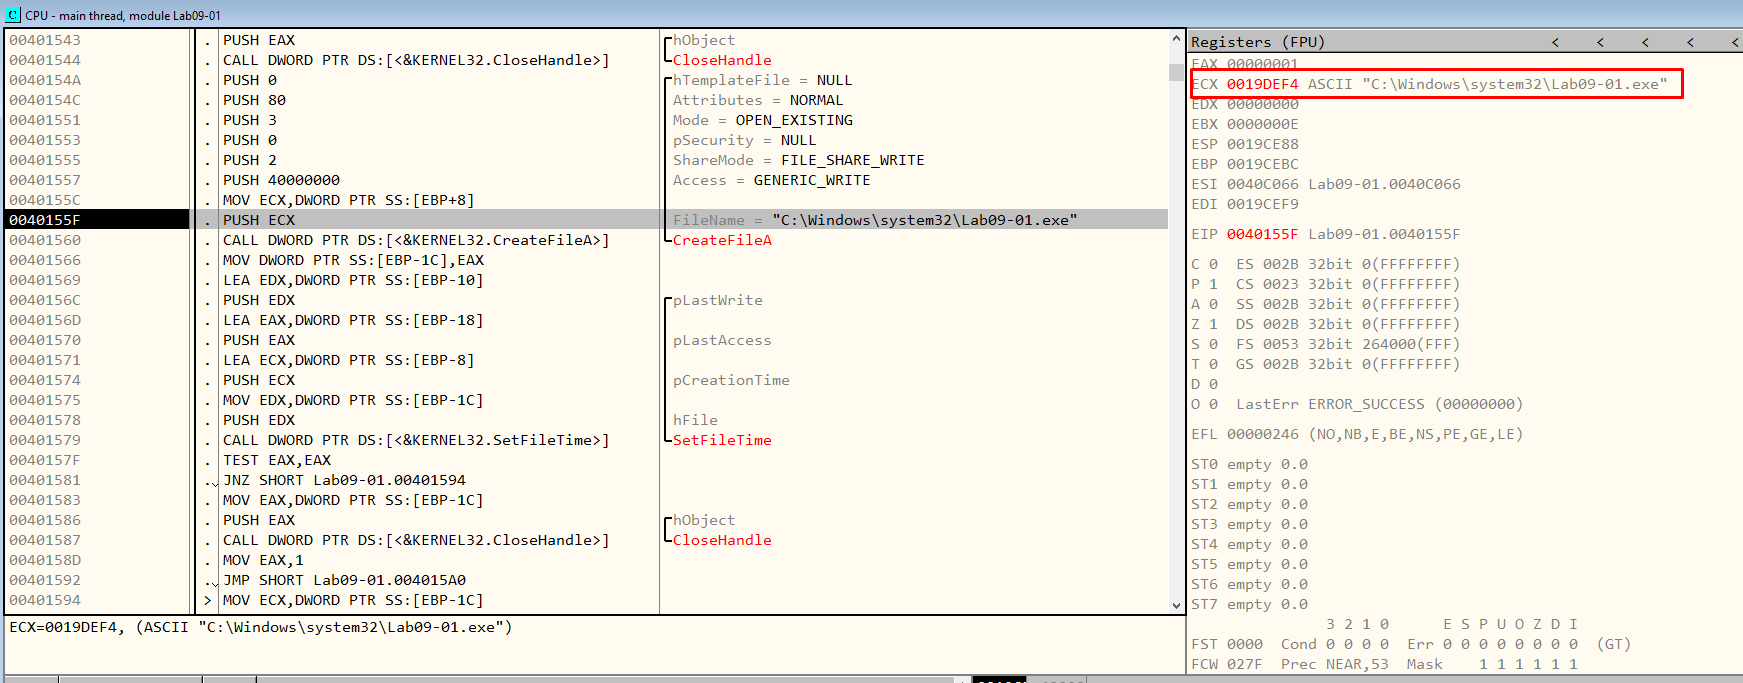 C CPU - main thread, module Lab09-01
00401543 . PUSH EAX hObject
00401544 . CALL DWORD PTR DS:[<&KERNEL32.CloseHandle>] CloseHandle
0040154A . PUSH 0 hTemplateFile = NULL
0040154C . PUSH 80 Attributes = NORMAL
00401551 . PUSH 3 Mode = OPEN_EXISTING
00401553 . PUSH 0 pSecurity = NULL
00401555 . PUSH 2 ShareMode = FILE_SHARE_WRITE
00401557 . PUSH 40000000 Access = GENERIC_WRITE
0040155C . MOV ECX,DWORD PTR SS:[EBP+8]
0040155F . PUSH ECX FileName = "C:\Windows\system32\Lab09-01.exe"
00401560 . CALL DWORD PTR DS:[<&KERNEL32.CreateFileA>] CreateFileA
00401566 . MOV DWORD PTR SS:[EBP-1C],EAX
00401569 . LEA EDX,DWORD PTR SS:[EBP-10]
0040156C . PUSH EDX pLastWrite
0040156D . LEA EAX,DWORD PTR SS:[EBP-18]
00401570 . PUSH EAX pLastAccess
00401571 . LEA ECX,DWORD PTR SS:[EBP-8]
00401574 . PUSH ECX pCreationTime
00401575 . MOV EDX,DWORD PTR SS:[EBP-1C]
00401578 . PUSH EDX hFile
00401579 . CALL DWORD PTR DS:[<&KERNEL32.SetFileTime>] SetFileTime
0040157F . TEST EAX,EAX
00401581 . JNZ SHORT Lab09-01.00401594
00401583 . MOV EAX,DWORD PTR SS:[EBP-1C]
00401586 . PUSH EAX hObject
00401587 . CALL DWORD PTR DS:[<&KERNEL32.CloseHandle>] CloseHandle
0040158D . MOV EAX,1
00401592 . JMP SHORT Lab09-01.004015A0
00401594 > MOV ECX,DWORD PTR SS:[EBP-1C]
ECX=0019DEF4, (ASCII "C:\Windows\system32\Lab09-01.exe")
Registers (FPU) < < < < <
EAX 00000001
ECX 0019DEF4 ASCII "C:\Windows\system32\Lab09-01.exe"
EDX 00000000
EBX 0000000E
ESP 0019CE88
EBP 0019CEBC
ESI 0040C066 Lab09-01.0040C066
EDI 0019CEF9
EIP 0040155F Lab09-01.0040155F
C 0 ES 002B 32bit 0(FFFFFFFF)
P 1 CS 0023 32bit 0(FFFFFFFF)
A 0 SS 002B 32bit 0(FFFFFFFF)
Z 1 DS 002B 32bit 0(FFFFFFFF)
S 0 FS 0053 32bit 264000(FFF)
T 0 GS 002B 32bit 0(FFFFFFFF)
D 0
O 0 LastErr ERROR_SUCCESS (00000000)
EFL 00000246 (NO,NB,E,BE,NS,PE,GE,LE)
ST0 empty 0.0
ST1 empty 0.0
ST2 empty 0.0
ST3 empty 0.0
ST4 empty 0.0
ST5 empty 0.0
ST6 empty 0.0
ST7 empty 0.0
3 2 1 0 E S P U O Z D I
FST 0000 Cond 0 0 0 0 Err 0 0 0 0 0 0 0 0 (GT)
FCW 027F Prec NEAR,53 Mask 1 1 1 1 1 1